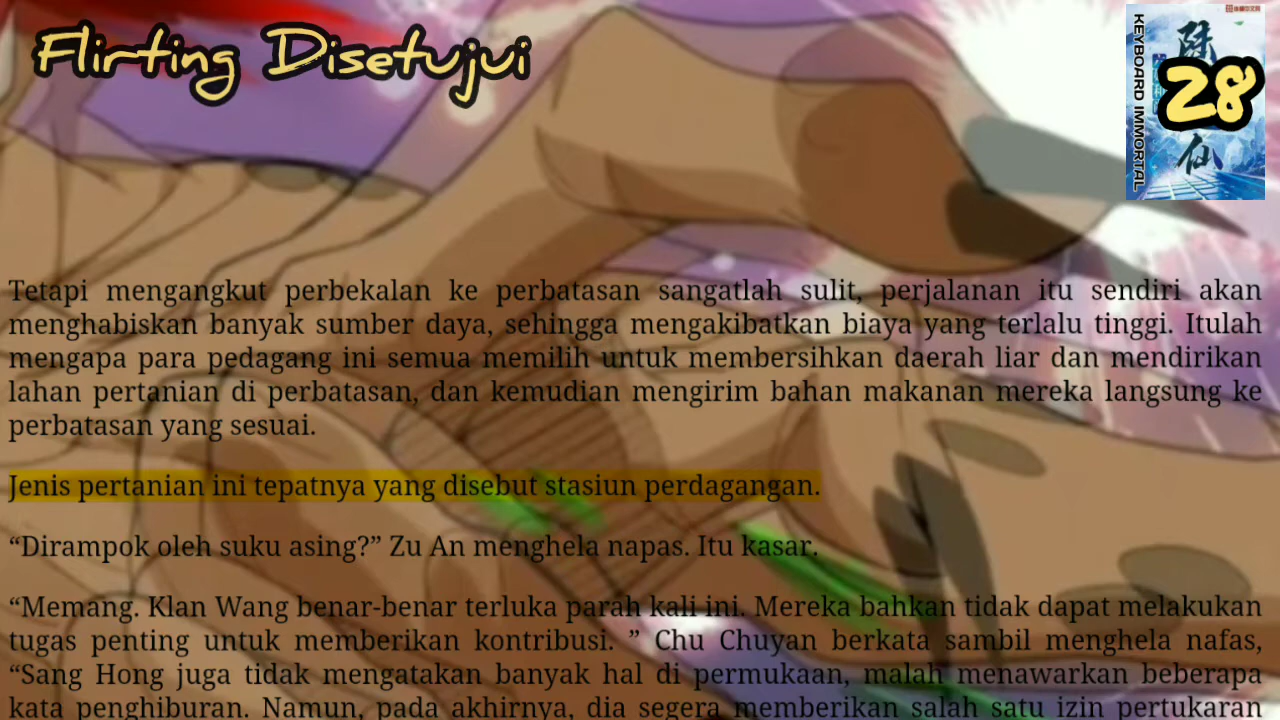 Flirting Disetujui
KEYBOARD IMMORTAL
陆
28
仙
Tetapi mengangkut perbekalan ke perbatasan sangatlah sulit, perjalanan itu sendiri akan
menghabiskan banyak sumber daya, sehingga mengakibatkan biaya yang terlalu tinggi. Itulah
mengapa para pedagang ini semua memilih untuk membersihkan daerah liar dan mendirikan
lahan pertanian di perbatasan, dan kemudian mengirim bahan makanan mereka langsung ke
perbatasan yang sesuai.
Jenis pertanian ini tepatnya yang disebut stasiun perdagangan.
“Dirampok oleh suku asing?” Zu An menghela napas. Itu kasar.
“Memang. Klan Wang benar-benar terluka parah kali ini. Mereka bahkan tidak dapat melakukan
tugas penting untuk memberikan kontribusi. ” Chu Chuyan berkata sambil menghela nafas,
“Sang Hong juga tidak mengatakan banyak hal di permukaan, malah menawarkan beberapa
kata penghiburan. Namun, pada akhirnya, dia segera memberikan salah satu izin pertukaran